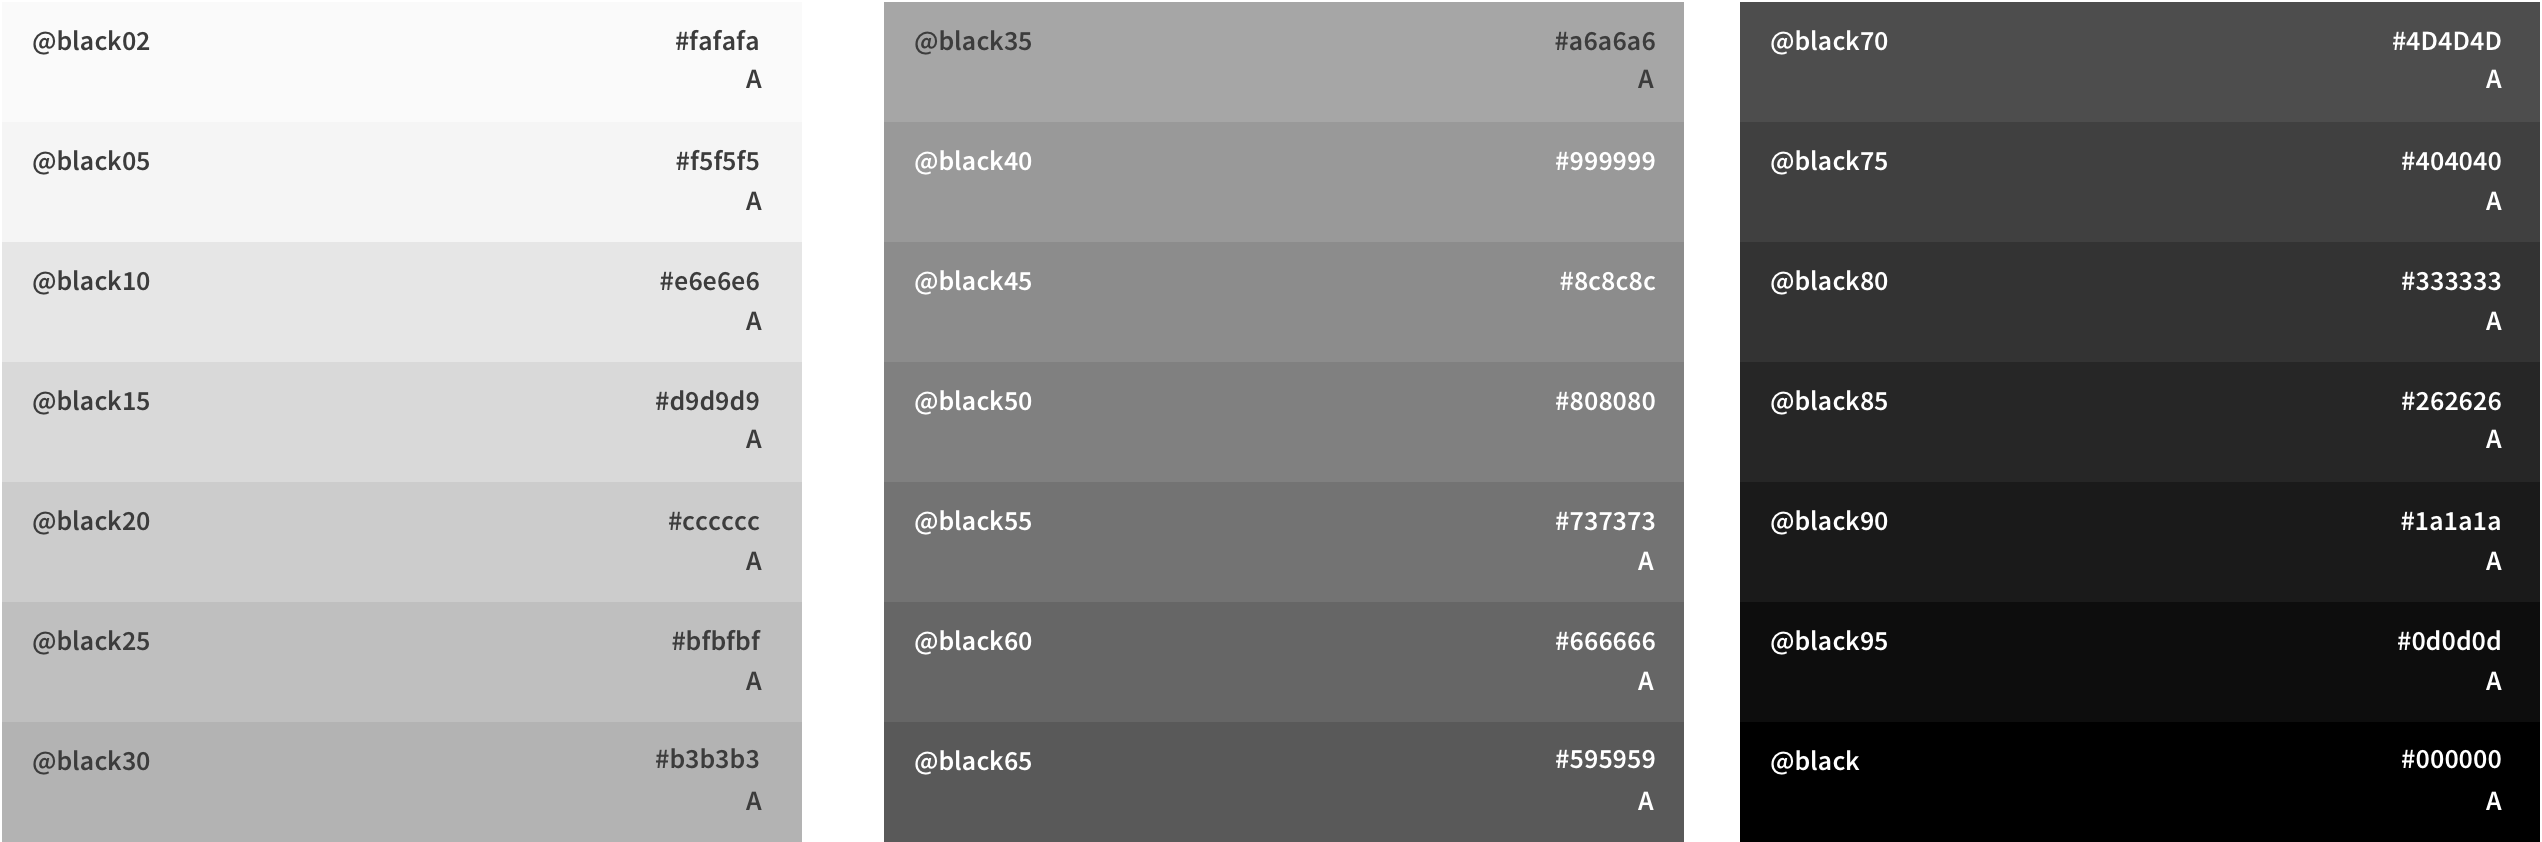 @black02 #fafafa
A
@black05 #f5f5f5
A
@black10 #e6e6e6
A
@black15 #d9d9d9
A
@black20 #cccccc
A
@black25 #bfbfbf
A
@black30 #b3b3b3
A
@black35 #a6a6a6
A
@black40 #999999
@black45 #8c8c8c
@black50 #808080
@black55 #737373
A
@black60 #666666
A
@black65 #595959
A
@black70 #4D4D4D
A
@black75 #404040
A
@black80 #333333
A
@black85 #262626
A
@black90 #1a1a1a
A
@black95 #0d0d0d
A
@black #000000
A